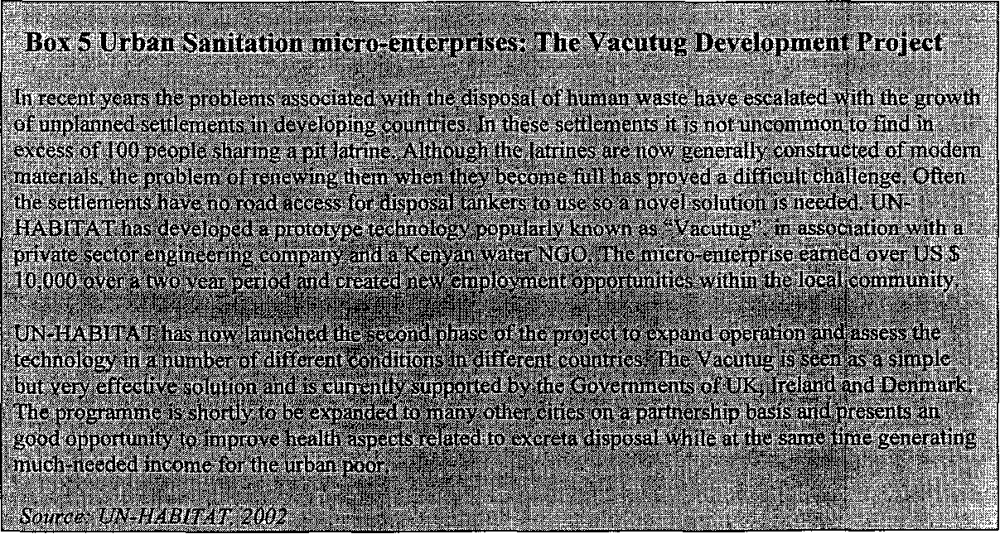 Box 5 Urban Sanitation micro-enterprises: The Vacutug Development Project
In recent years the problems associated with the disposal of human waste have escalated with the growth
of unplanned settlements in developing countries. In these settlements it is not uncommon to find in
excess of 100 people sharing a pit latrine. Although the latrines are now generally constructed of modern
materials, the problem of renewing them when they become full has proved a difficult challenge. Often
the settlements have no road access for disposal tankers to use so a novel solution is needed. UN-
HABITAT has developed a prototype technology popularly known as "Vacutug" in association with a
private sector engineering company and a Kenyan water NGO. The micro-enterprise earned over US $
10,000 over a two year period and created new employment opportunities within the local community.
UN-HABITAT has now launched the second phase of the project to expand operation and assess the
technology in a number of different conditions in different countries. The Vacutug is seen as a simple
but very effective solution and is currently supported by the Governments of UK, Ireland and Denmark.
The programme is shortly to be expanded to many other cities on a partnership basis and presents an
good opportunity to improve health aspects related to excreta disposal while at the same time generating
much-needed income for the urban poor.
Source: UN-HABITAT, 2002